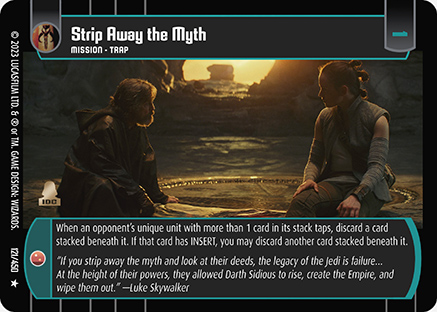 Strip Away the Myth
MISSION - TRAP
© 2023 LUCASFILM LTD. & ® or TM. GAME DESIGN: WIZARDS.
IDC
When an opponent's unique unit with more than 1 card in its stack taps, discard a card
stacked beneath it. If that card has INSERT, you may discard another card stacked beneath it.
"If you strip away the myth and look at their deeds, the legacy of the Jedi is failure...
At the height of their powers, they allowed Darth Sidious to rise, create the Empire, and
wipe them out." —Luke Skywalker